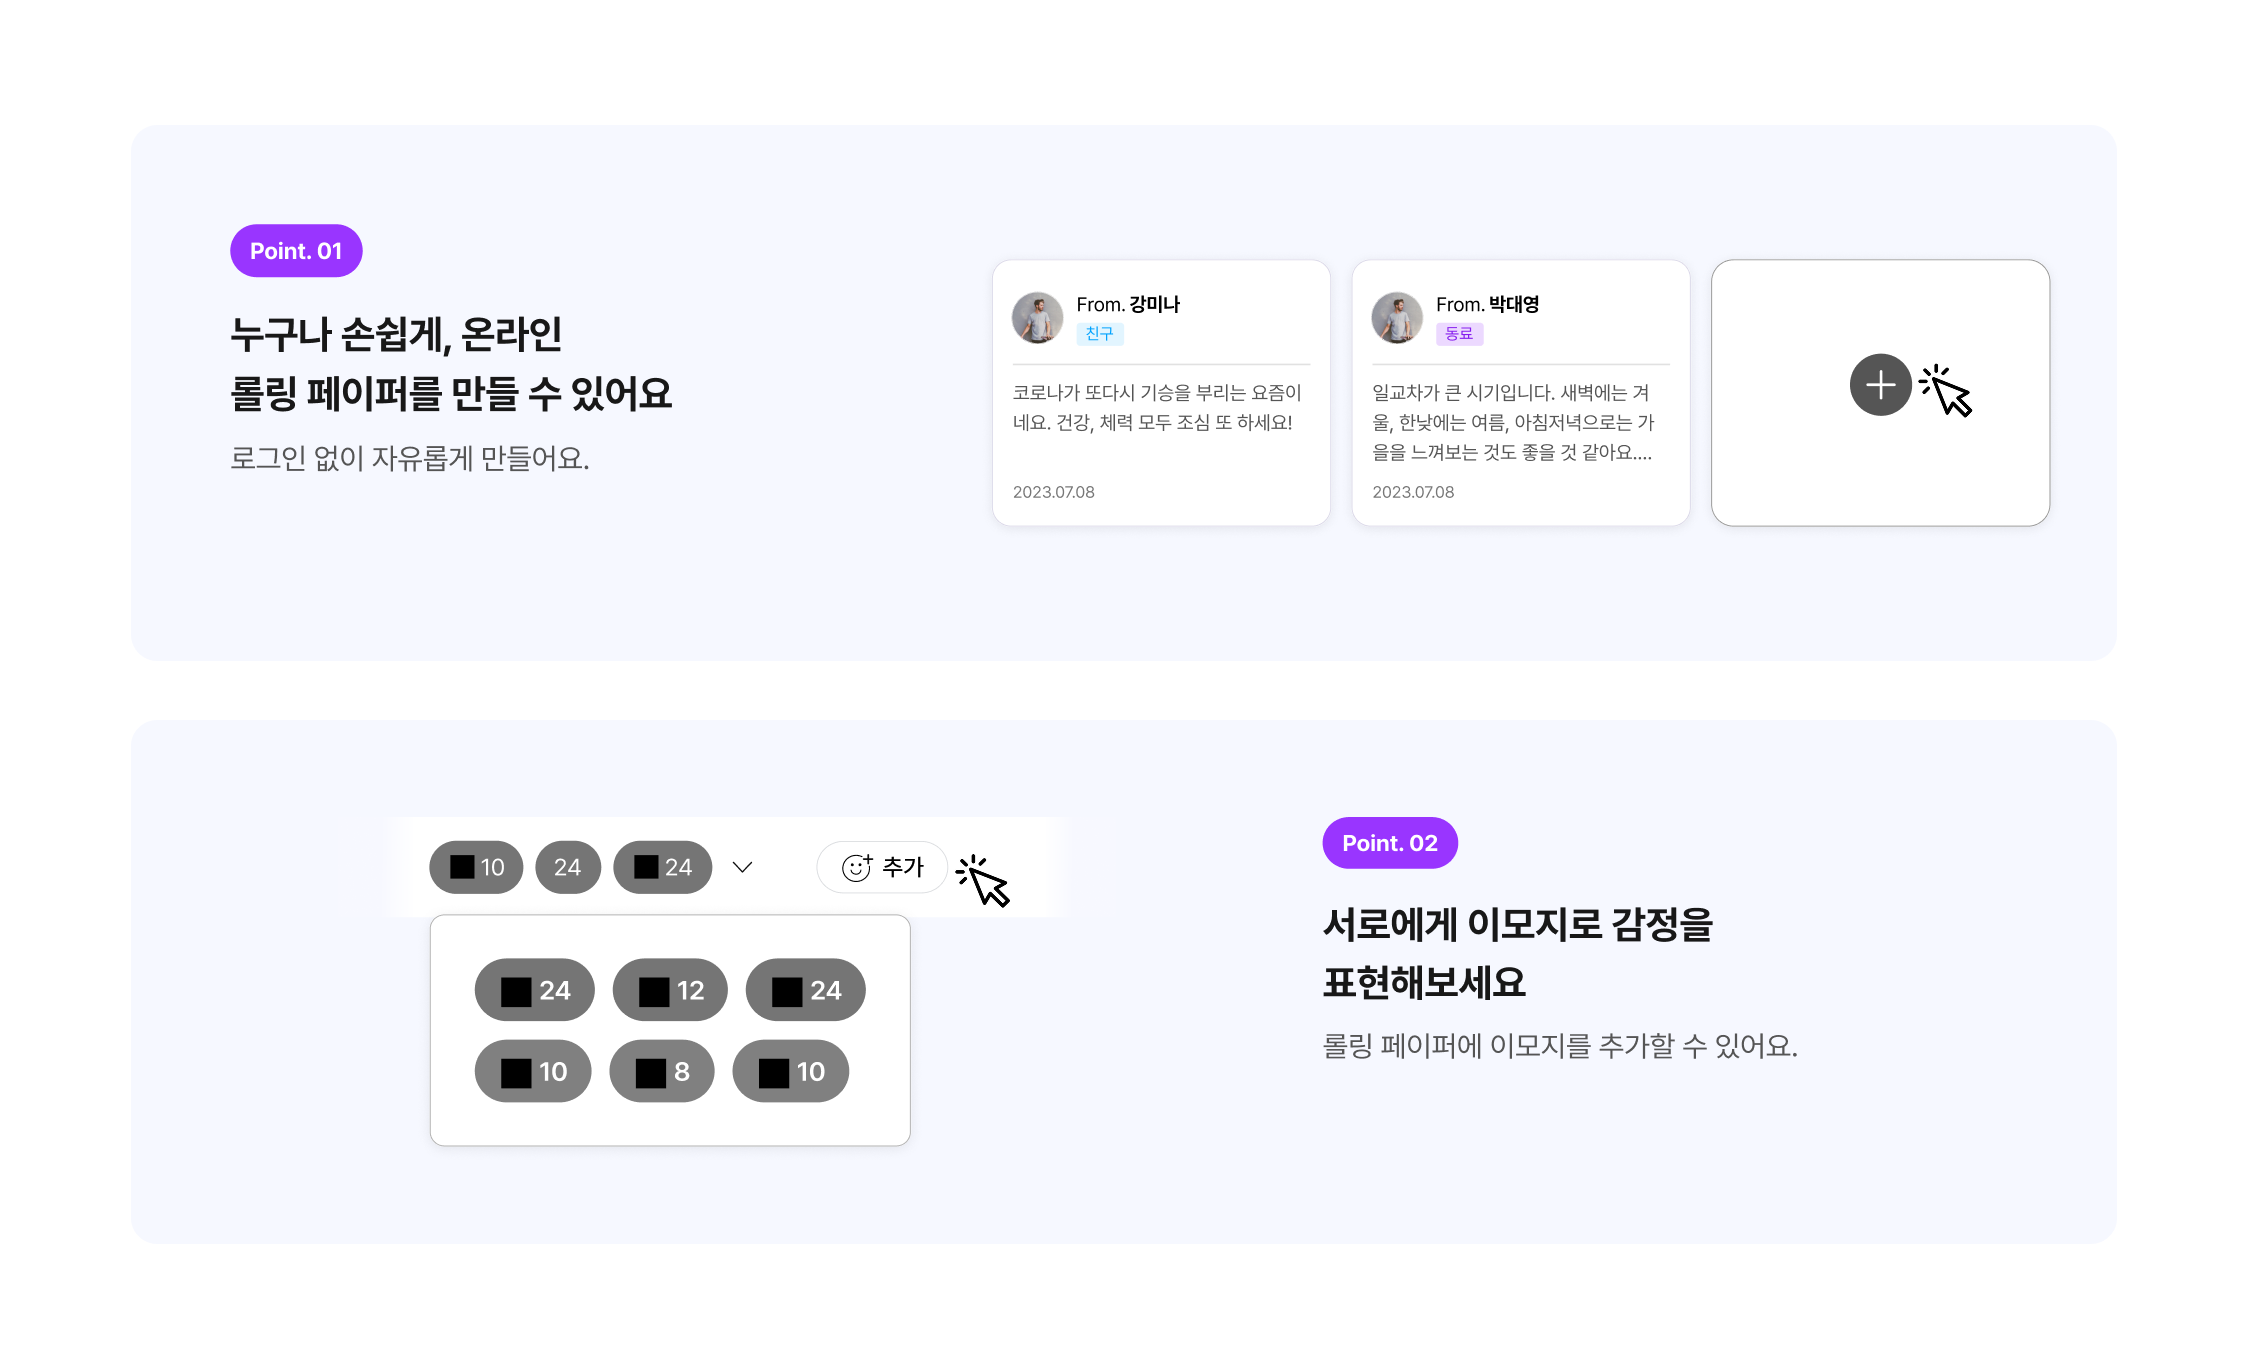 Point. 01
누구나 손쉽게, 온라인
롤링 페이퍼를 만들 수 있어요
로그인 없이 자유롭게 만들어요.
From. 강미나
친구
코로나가 또다시 기승을 부리는 요즘이
네요. 건강, 체력 모두 조심 또 하세요!
2023.07.08
From. 박대영
동료
일교차가 큰 시기입니다. 새벽에는 겨
울, 한낮에는 여름, 아침저녁으로는 가
을을 느껴보는 것도 좋을 것 같아요....
2023.07.08
10 24 24 추가
24 12 24
10 8 10
Point. 02
서로에게 이모지로 감정을
표현해보세요
롤링 페이퍼에 이모지를 추가할 수 있어요.